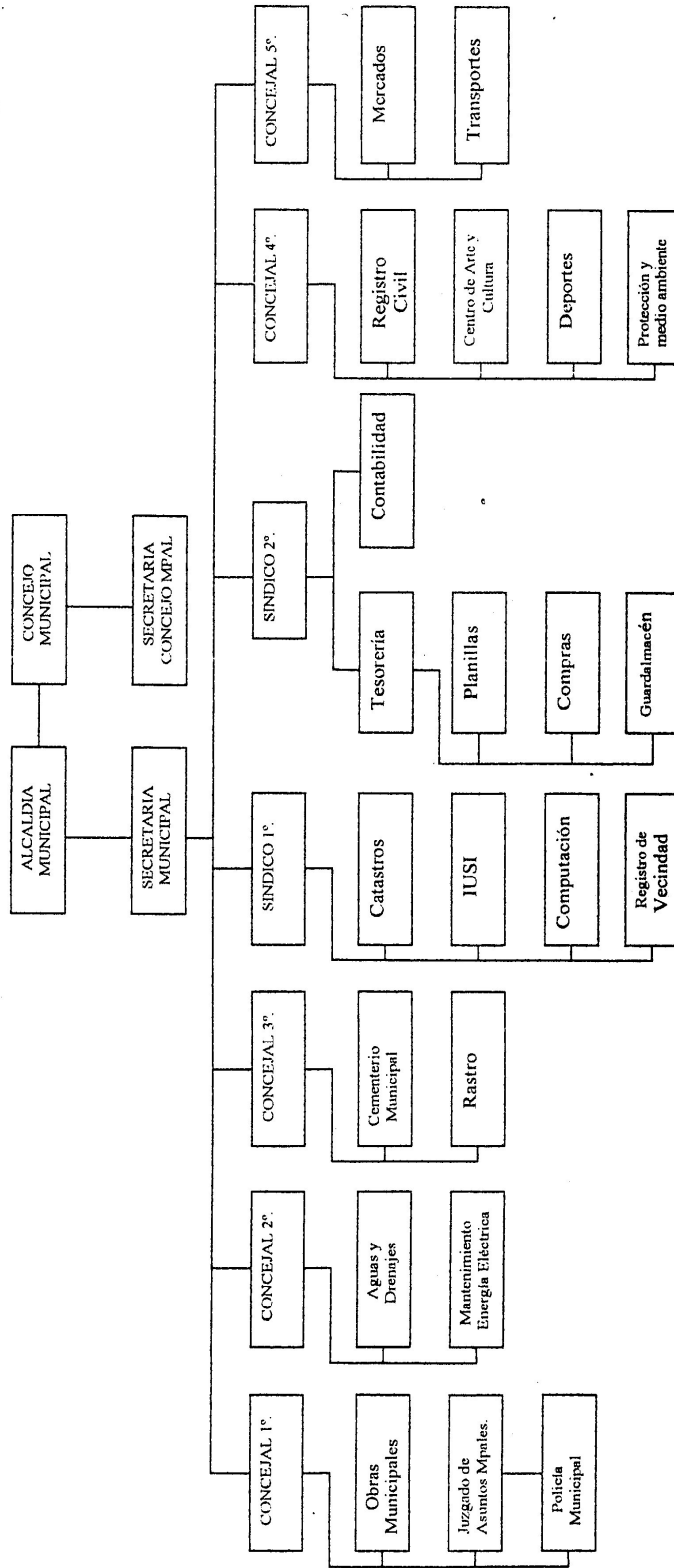 ALCALDIA
MUNICIPAL
CONCEJO
MUNICIPAL
SECRETARIA
MUNICIPAL
SECRETARIA
CONCEJO MPAL
CONCEJAL 1º.
CONCEJAL 2º.
CONCEJAL 3º.
SINDICO 1º.
SINDICO 2º.
CONCEJAL 4º.
CONCEJAL 5º.
Obras
Municipales
Juzgado de
Asuntos Mpales.
Policía
Municipal
Aguas y
Drenajes
Mantenimiento
Energía Eléctrica
Cementerio
Municipal
Rastro
Catastros
IUSI
Computación
Registro de
Vecindad
Tesorería
Contabilidad
Planillas
Compras
Guardalmacén
Registro
Civil
Centro de Arte y
Cultura
Deportes
Protección y
medio ambiente
Mercados
Transportes